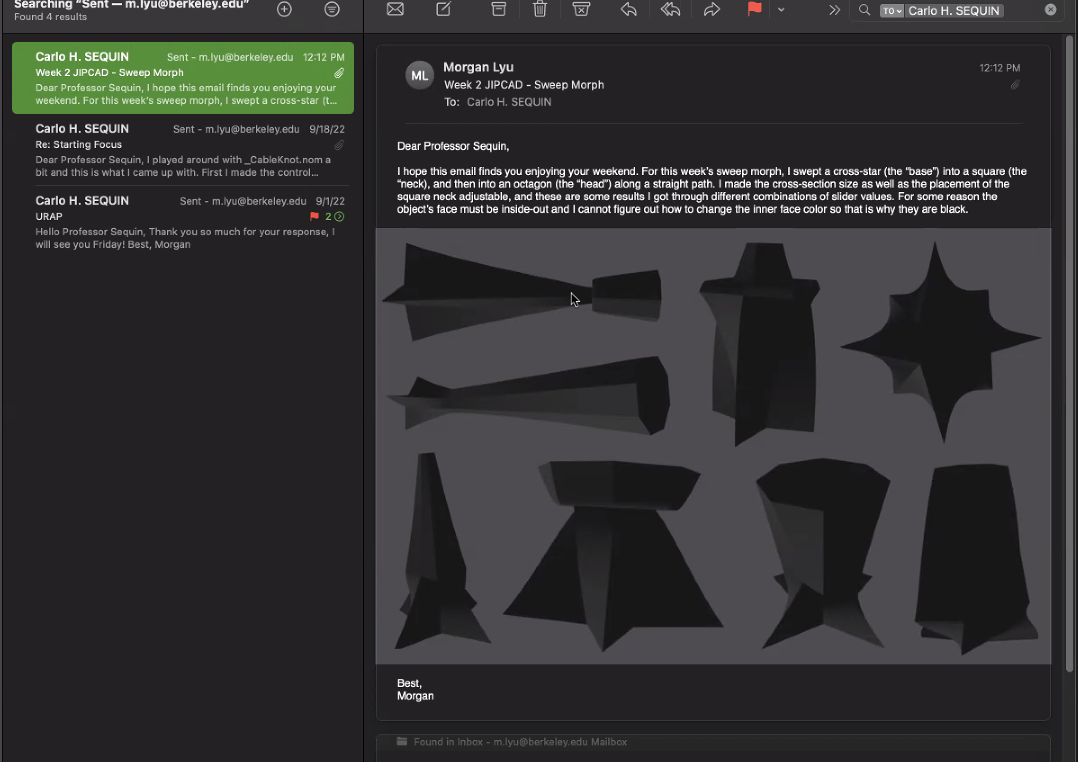 Searching "Sent — m.lyu@berkeley.edu"
Found 4 results
TO Carlo H. SEQUIN
Carlo H. SEQUIN Sent - m.lyu@berkeley.edu 12:12 PM
Week 2 JIPCAD - Sweep Morph
Dear Professor Sequin, I hope this email finds you enjoying your
weekend. For this week's sweep morph, I swept a cross-star (t...
Carlo H. SEQUIN Sent - m.lyu@berkeley.edu 9/18/22
Re: Starting Focus
Dear Professor Sequin, I played around with _CableKnot.nom a
bit and this is what I came up with. First I made the control...
Carlo H. SEQUIN Sent - m.lyu@berkeley.edu 9/1/22
URAP 2
Hello Professor Sequin, Thank you so much for your response, I
will see you Friday! Best, Morgan
ML
Morgan Lyu 12:12 PM
Week 2 JIPCAD - Sweep Morph
To: Carlo H. SEQUIN
Dear Professor Sequin,
I hope this email finds you enjoying your weekend. For this week's sweep morph, I swept a cross-star (the "base") into a square (the
"neck), and then into an octagon (the "head") along a straight path. I made the cross-section size as well as the placement of the
square neck adjustable, and these are some results I got through different combinations of slider values. For some reason the
object's face must be inside-out and I cannot figure out how to change the inner face color so that is why they are black.
Best,
Morgan
Found in Inbox - m.lyu@berkeley.edu Mailbox